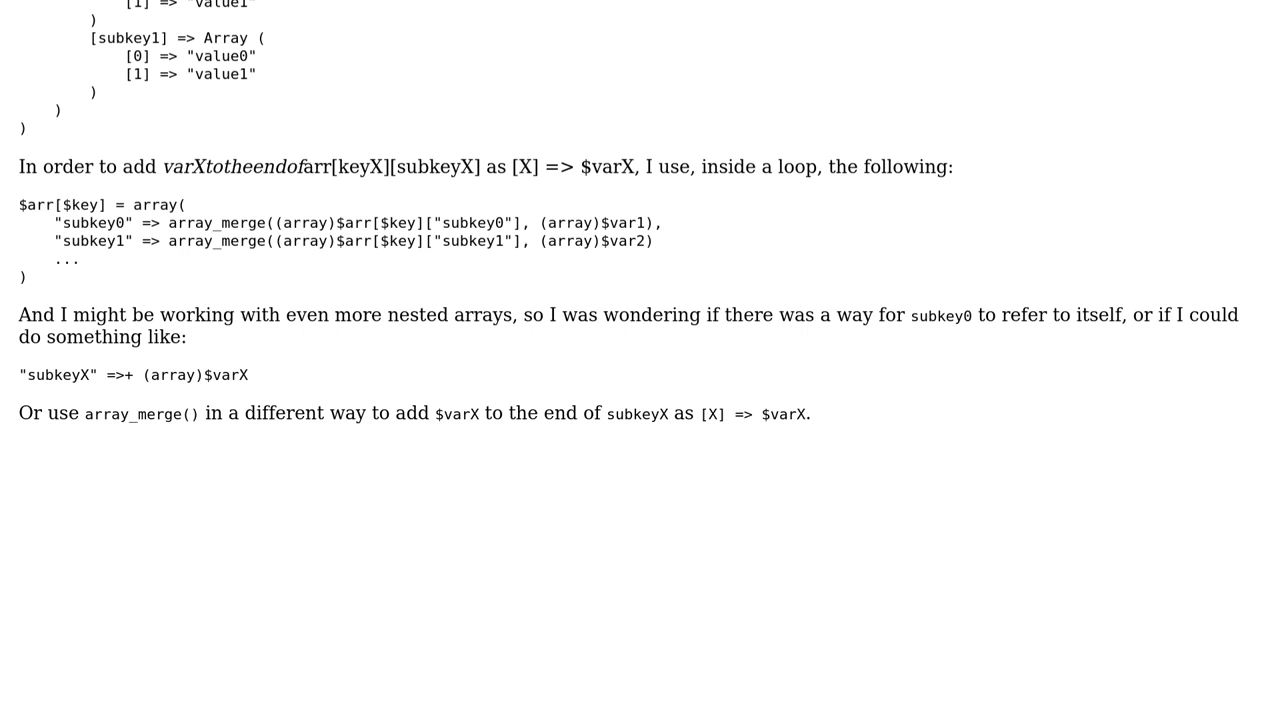 [1] => "value1"
)
[subkey1] => Array (
[0] => "value0"
[1] => "value1"
)
)
)
In order to add varXtotheendofarr[keyX][subkeyX] as [X] => $varX, I use, inside a loop, the following:
$arr[$key] = array(
"subkey0" => array_merge((array)$arr[$key]["subkey0"], (array)$var1),
"subkey1" => array_merge((array)$arr[$key]["subkey1"], (array)$var2)
...
)
And I might be working with even more nested arrays, so I was wondering if there was a way for subkey0 to refer to itself, or if I could
do something like:
"subkeyX" =>+ (array)$varX
Or use array_merge() in a different way to add $varX to the end of subkeyX as [X] => $varX.